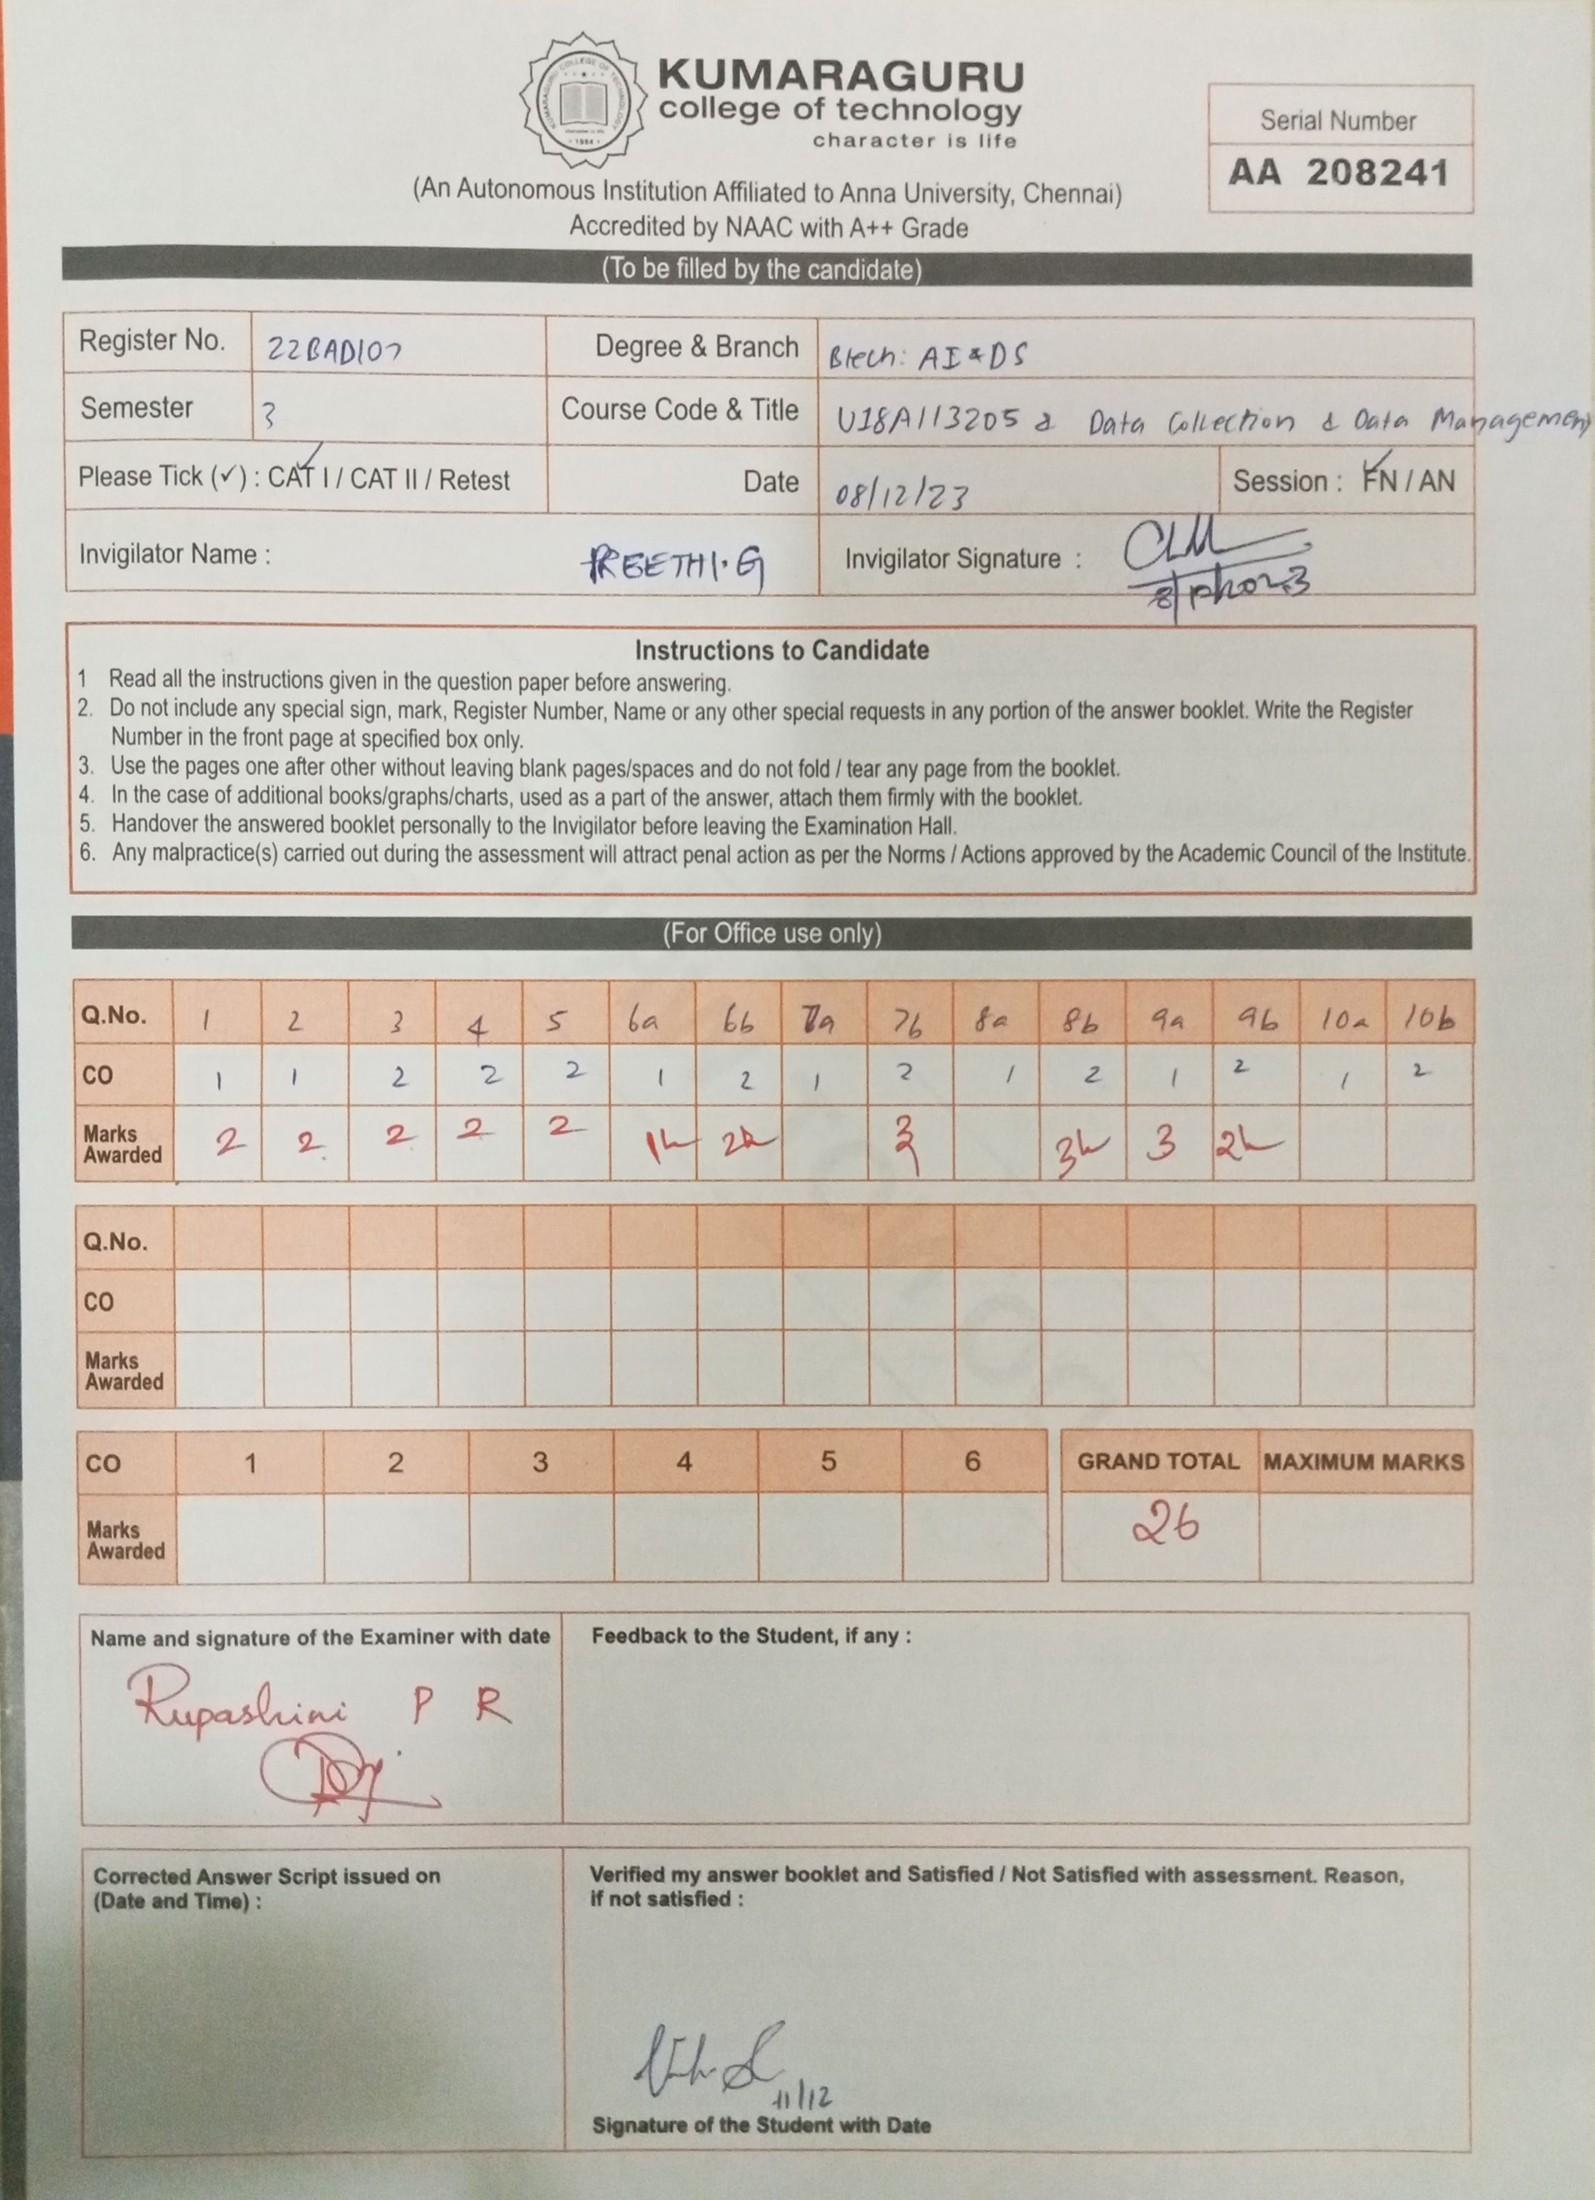 KUMARAGURU
college of technology
character is life
KUMARAGURU COLLEGE OF TECHNOLOGY
1984
Serial Number
AA 208241
(An Autonomous Institution Affiliated to Anna University, Chennai)
Accredited by NAAC with A++ Grade
(To be filled by the candidate)
Register No. 22BAD107 Degree & Branch Btech: AI & DS
Semester 3 Course Code & Title U18AII3205 & Data Collection & Data Management
Please Tick (✓) : CAT I / CAT II / Retest Date 08/12/23 Session : FN / AN
Invigilator Name : PREETHI.G Invigilator Signature :
Instructions to Candidate
1 Read all the instructions given in the question paper before answering.
2. Do not include any special sign, mark, Register Number, Name or any other special requests in any portion of the answer booklet. Write the Register
Number in the front page at specified box only.
3. Use the pages one after other without leaving blank pages/spaces and do not fold / tear any page from the booklet.
4. In the case of additional books/graphs/charts, used as a part of the answer, attach them firmly with the booklet.
5. Handover the answered booklet personally to the Invigilator before leaving the Examination Hall.
6. Any malpractice(s) carried out during the assessment will attract penal action as per the Norms / Actions approved by the Academic Council of the Institute.
(For Office use only)
Q.No. 1 2 3 4 5 6a 6b 7a 7b 8a 8b 9a 9b 10a 10b
CO 1 1 2 2 2 1 2 1 2 1 2 1 2 1 2
Marks 2 2 2 2 2 3 3
Awarded
Q.No.
CO
Marks
Awarded
CO 1 2 3 4 5 6 GRAND TOTAL MAXIMUM MARKS
Marks 26
Awarded
Name and signature of the Examiner with date Feedback to the Student, if any :
Rupashini P R
Corrected Answer Script issued on Verified my answer booklet and Satisfied / Not Satisfied with assessment. Reason,
(Date and Time) : if not satisfied :
11/12
Signature of the Student with Date